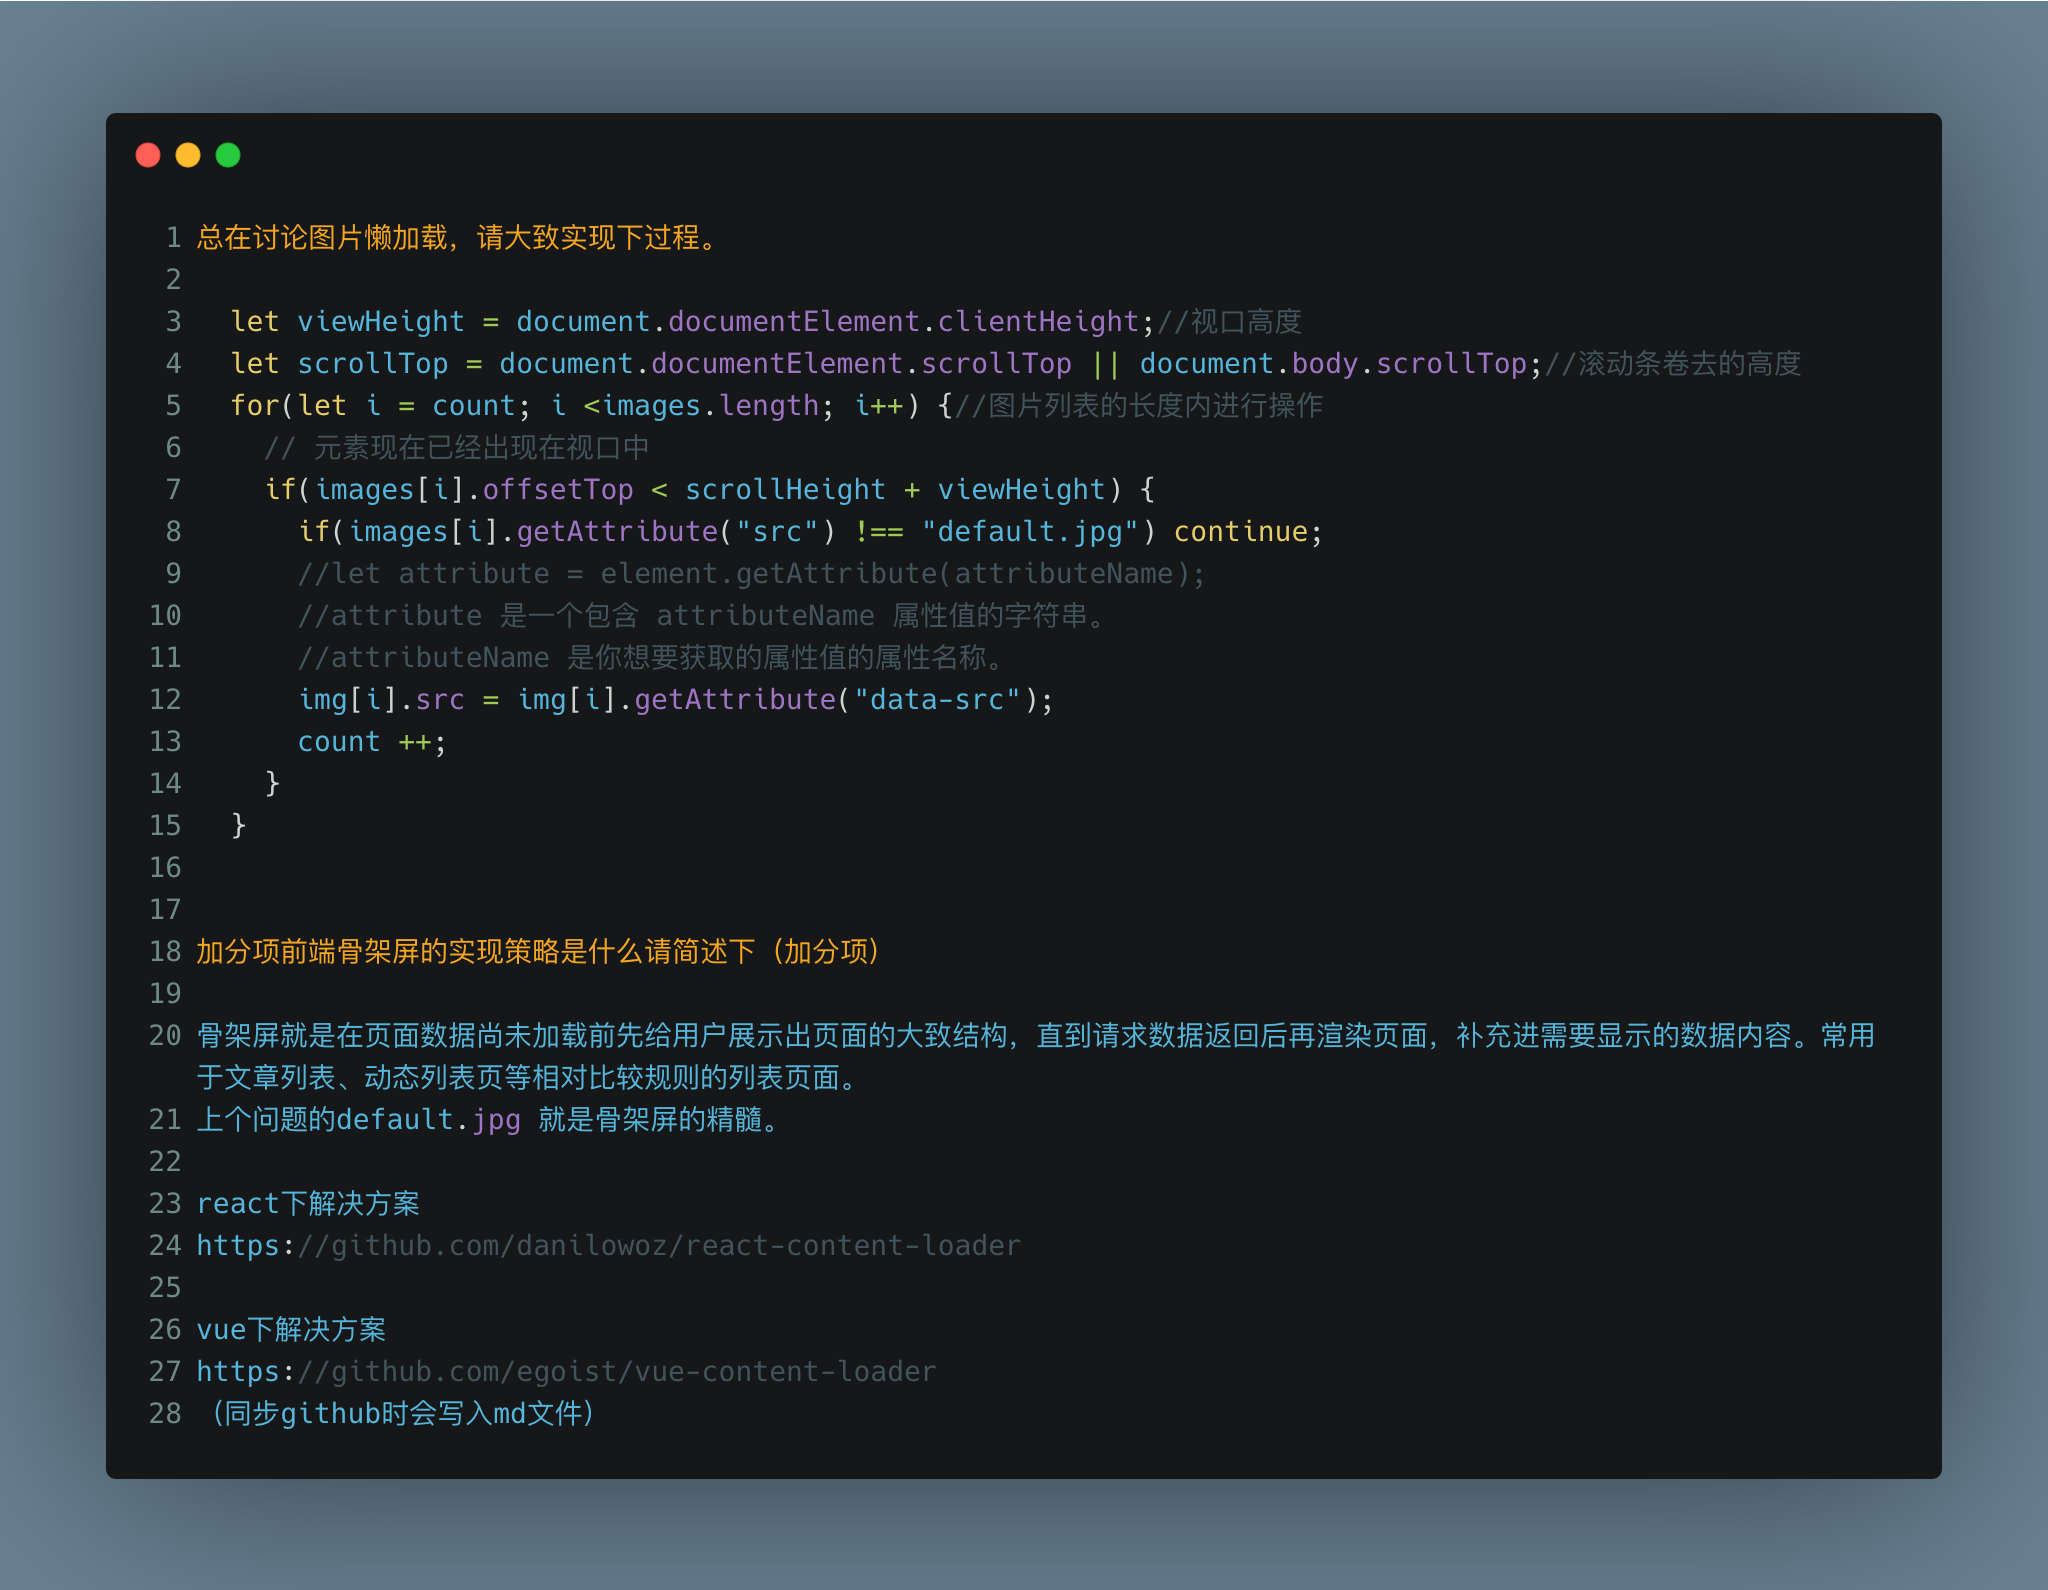 1 总在讨论图片懒加载，请大致实现下过程。
2
3   let viewHeight = document.documentElement.clientHeight;//视口高度
4   let scrollTop = document.documentElement.scrollTop || document.body.scrollTop;//滚动条卷去的高度
5   for(let i = count; i <images.length; i++) {//图片列表的长度内进行操作
6     // 元素现在已经出现在视口中
7     if(images[i].offsetTop < scrollHeight + viewHeight) {
8       if(images[i].getAttribute("src") !== "default.jpg") continue;
9       //let attribute = element.getAttribute(attributeName);
10       //attribute 是一个包含 attributeName 属性值的字符串。
11       //attributeName 是你想要获取的属性值的属性名称。
12       img[i].src = img[i].getAttribute("data-src");
13       count ++;
14     }
15   }
16
17
18 加分项前端骨架屏的实现策略是什么请简述下（加分项）
19
20 骨架屏就是在页面数据尚未加载前先给用户展示出页面的大致结构，直到请求数据返回后再渲染页面，补充进需要显示的数据内容。常用
于文章列表、动态列表页等相对比较规则的列表页面。
21 上个问题的default.jpg 就是骨架屏的精髓。
22
23 react下解决方案
24 https://github.com/danilowoz/react-content-loader
25
26 vue下解决方案
27 https://github.com/egoist/vue-content-loader
28 （同步github时会写入md文件）